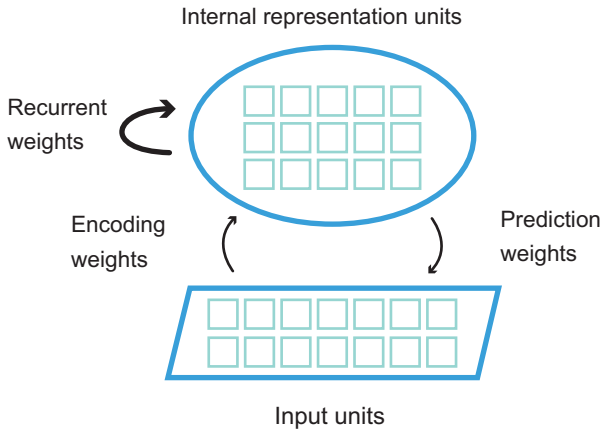 Internal representation units
Recurrent
weights
Encoding
weights
Prediction
weights
Input units